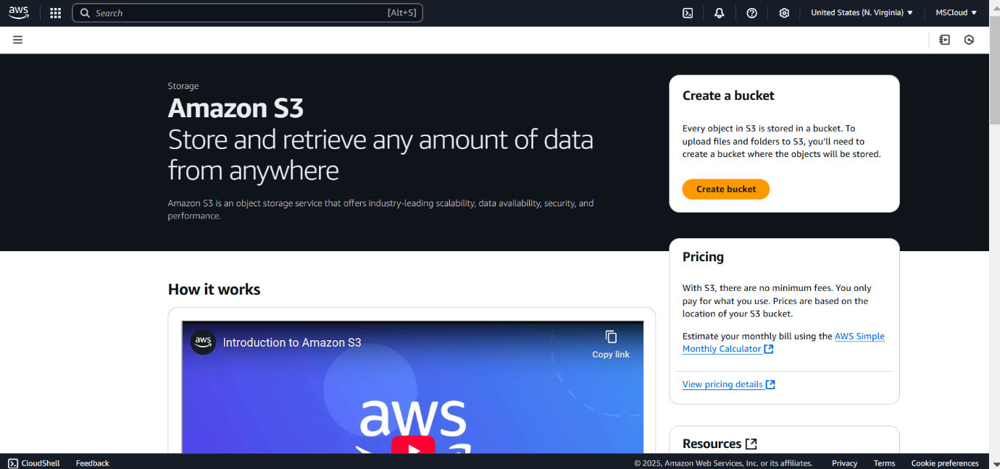 aws
Search
[Alt+S]
United States (N. Virginia)
MSCloud
Storage
Amazon S3
Store and retrieve any amount of data
from anywhere
Amazon S3 is an object storage service that offers industry-leading scalability, data availability, security, and
performance.
Create a bucket
Every object in S3 is stored in a bucket. To
upload files and folders to S3, you'll need to
create a bucket where the objects will be stored.
Create bucket
Pricing
With S3, there are no minimum fees. You only
pay for what you use. Prices are based on the
location of your S3 bucket.
Estimate your monthly bill using the AWS Simple
Monthly Calculator
View pricing details
Resources
How it works
aws
Introduction to Amazon S3
Copy link
aws
CloudShell
Feedback
© 2025, Amazon Web Services, Inc. or its affiliates.
Privacy
Terms
Cookie preferences